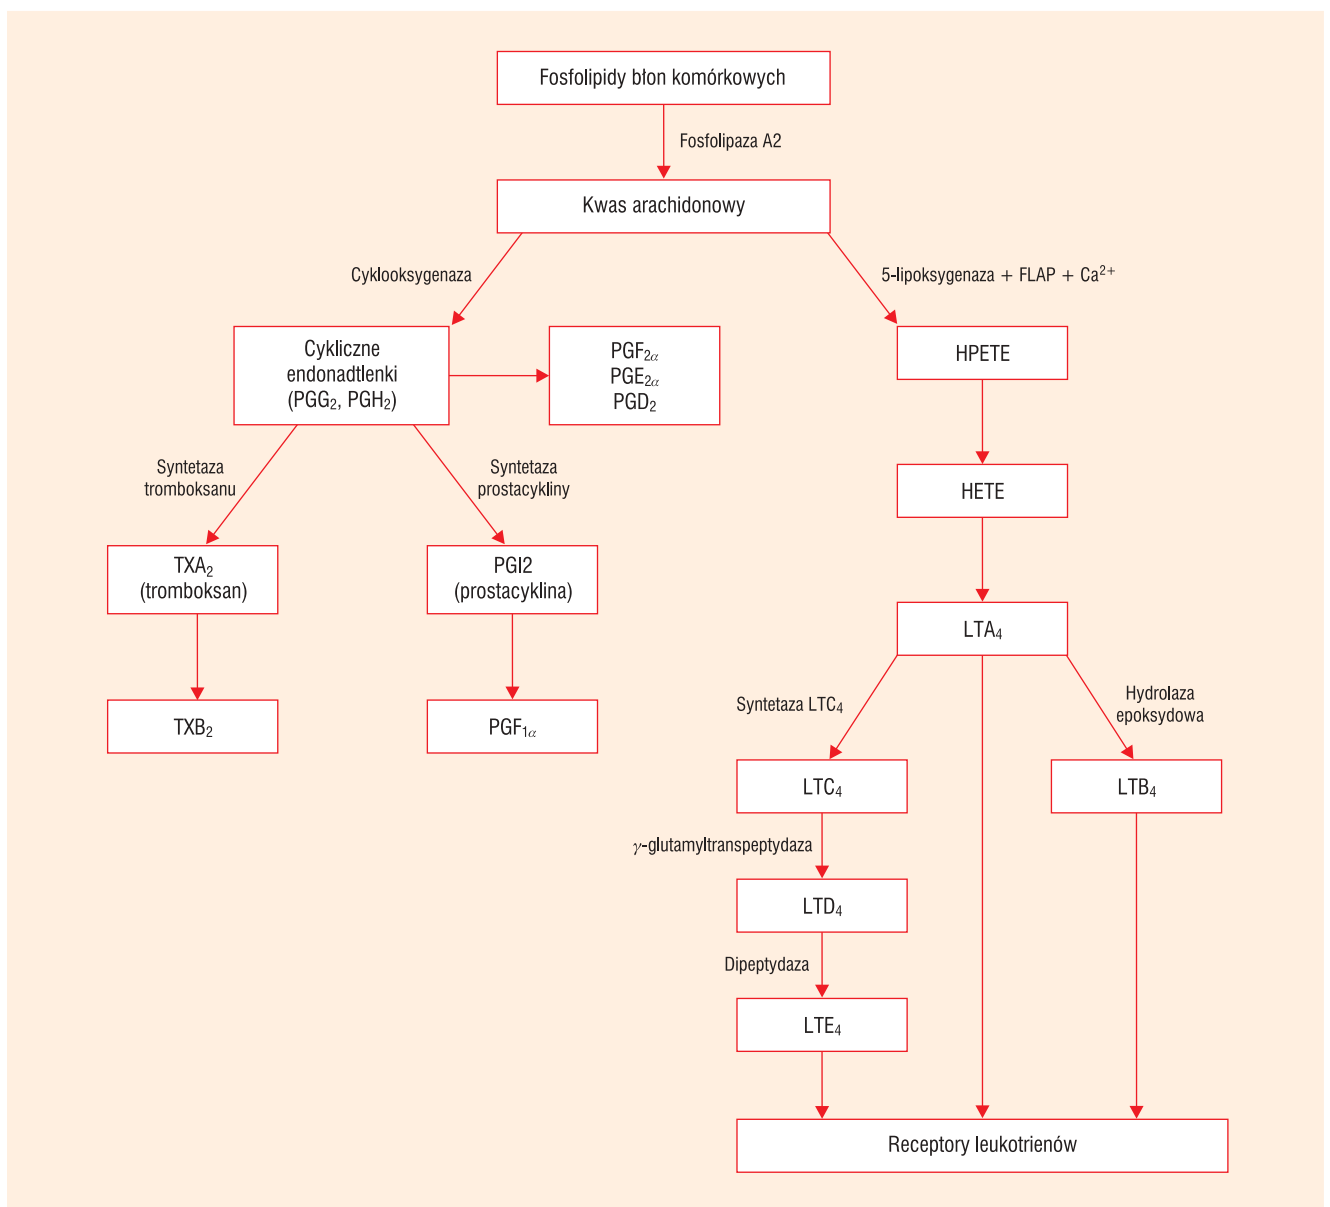 Fosfolipidy błon komórkowych
Fosfolipaza A2
Kwas arachidonowy
Cyklooksygenaza
5-lipoksygenaza + FLAP + Ca²⁺
Cykliczne
endonadtlenki
(PGG₂, PGH₂)
PGF₂α
PGE₂α
PGD₂
HPETE
Syntetaza
tromboksanu
Syntetaza
prostacykliny
HETE
TXA₂
(tromboksan)
PGI2
(prostacyklina)
LTA₄
TXB₂
PGF₁α
Syntetaza LTC₄
Hydrolaza
epoksydowa
LTC₄
LTB₄
γ-glutamyltranspeptydaza
LTD₄
Dipeptydaza
LTE₄
Receptory leukotrienów